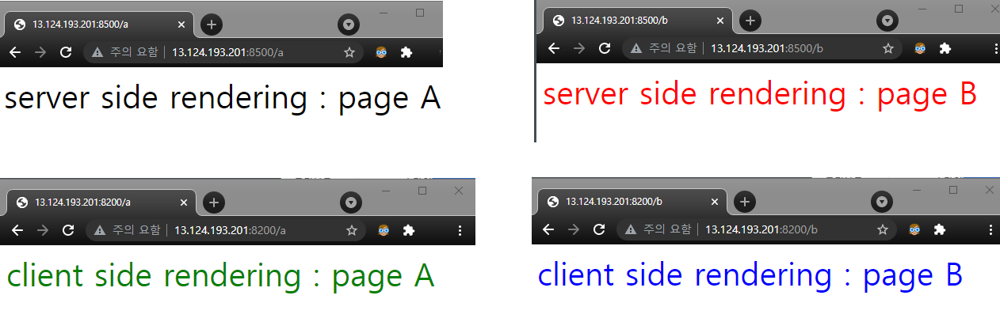 13.124.193.201:8500/a
주의 요함 | 13.124.193.201:8500/a
server side rendering : page A
13.124.193.201:8500/b
주의 요함 | 13.124.193.201:8500/b
server side rendering : page B
13.124.193.201:8200/a
주의 요함 | 13.124.193.201:8200/a
client side rendering : page A
13.124.193.201:8200/b
주의 요함 | 13.124.193.201:8200/b
client side rendering : page B